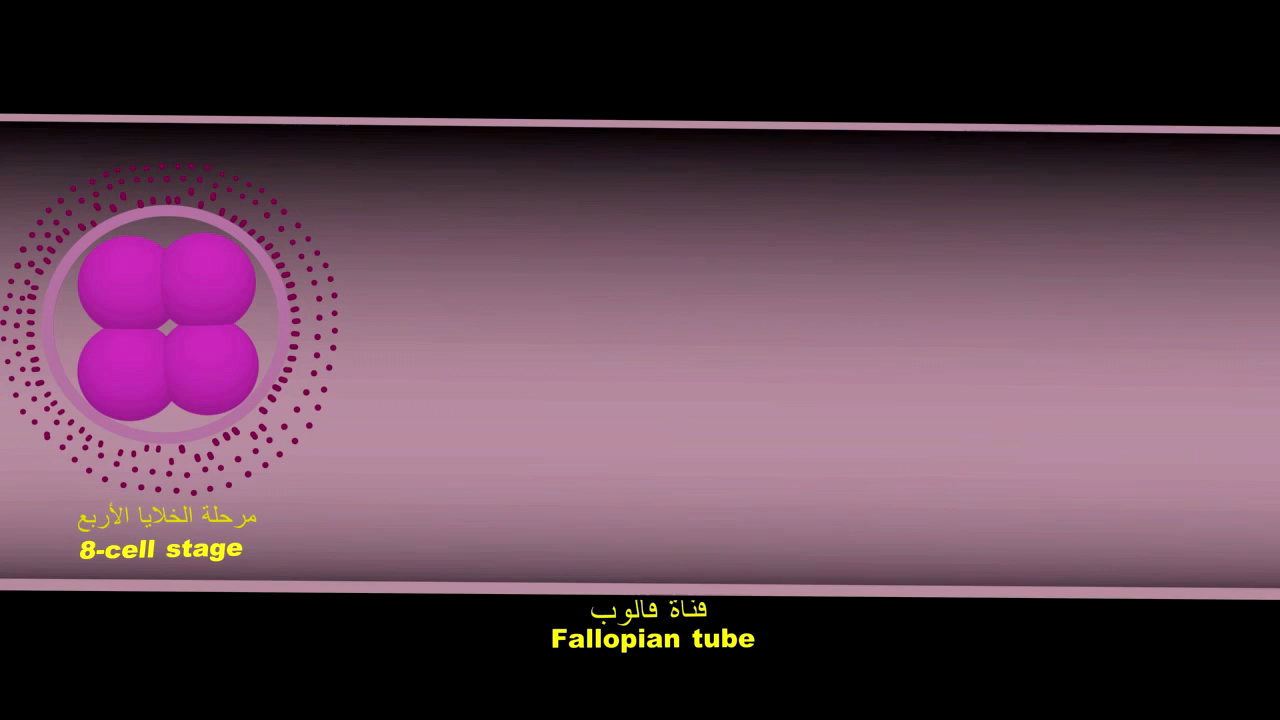 مرحلة الخلايا الأربع
8-cell stage
قناة فالوب
Fallopian tube